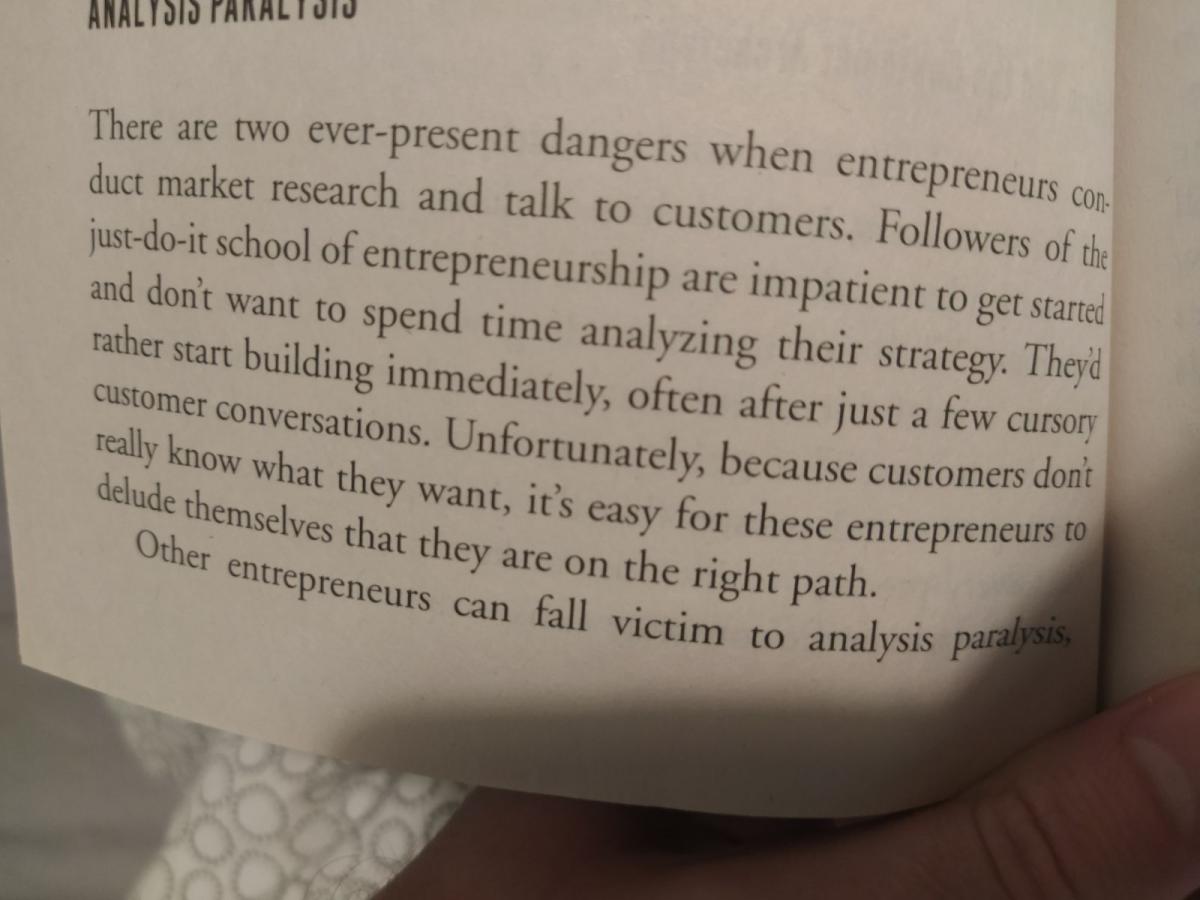 ANALYSIS PARALYSIS
There are two ever-present dangers when entrepreneurs con-
duct market research and talk to customers. Followers of the
just-do-it school of entrepreneurship are impatient to get started
and don't want to spend time analyzing their strategy. They'd
rather start building immediately, often after just a few cursory
customer conversations. Unfortunately, because customers don't
really know what they want, it's easy for these entrepreneurs to
delude themselves that they are on the right path.
Other entrepreneurs can fall victim to analysis paralysis,